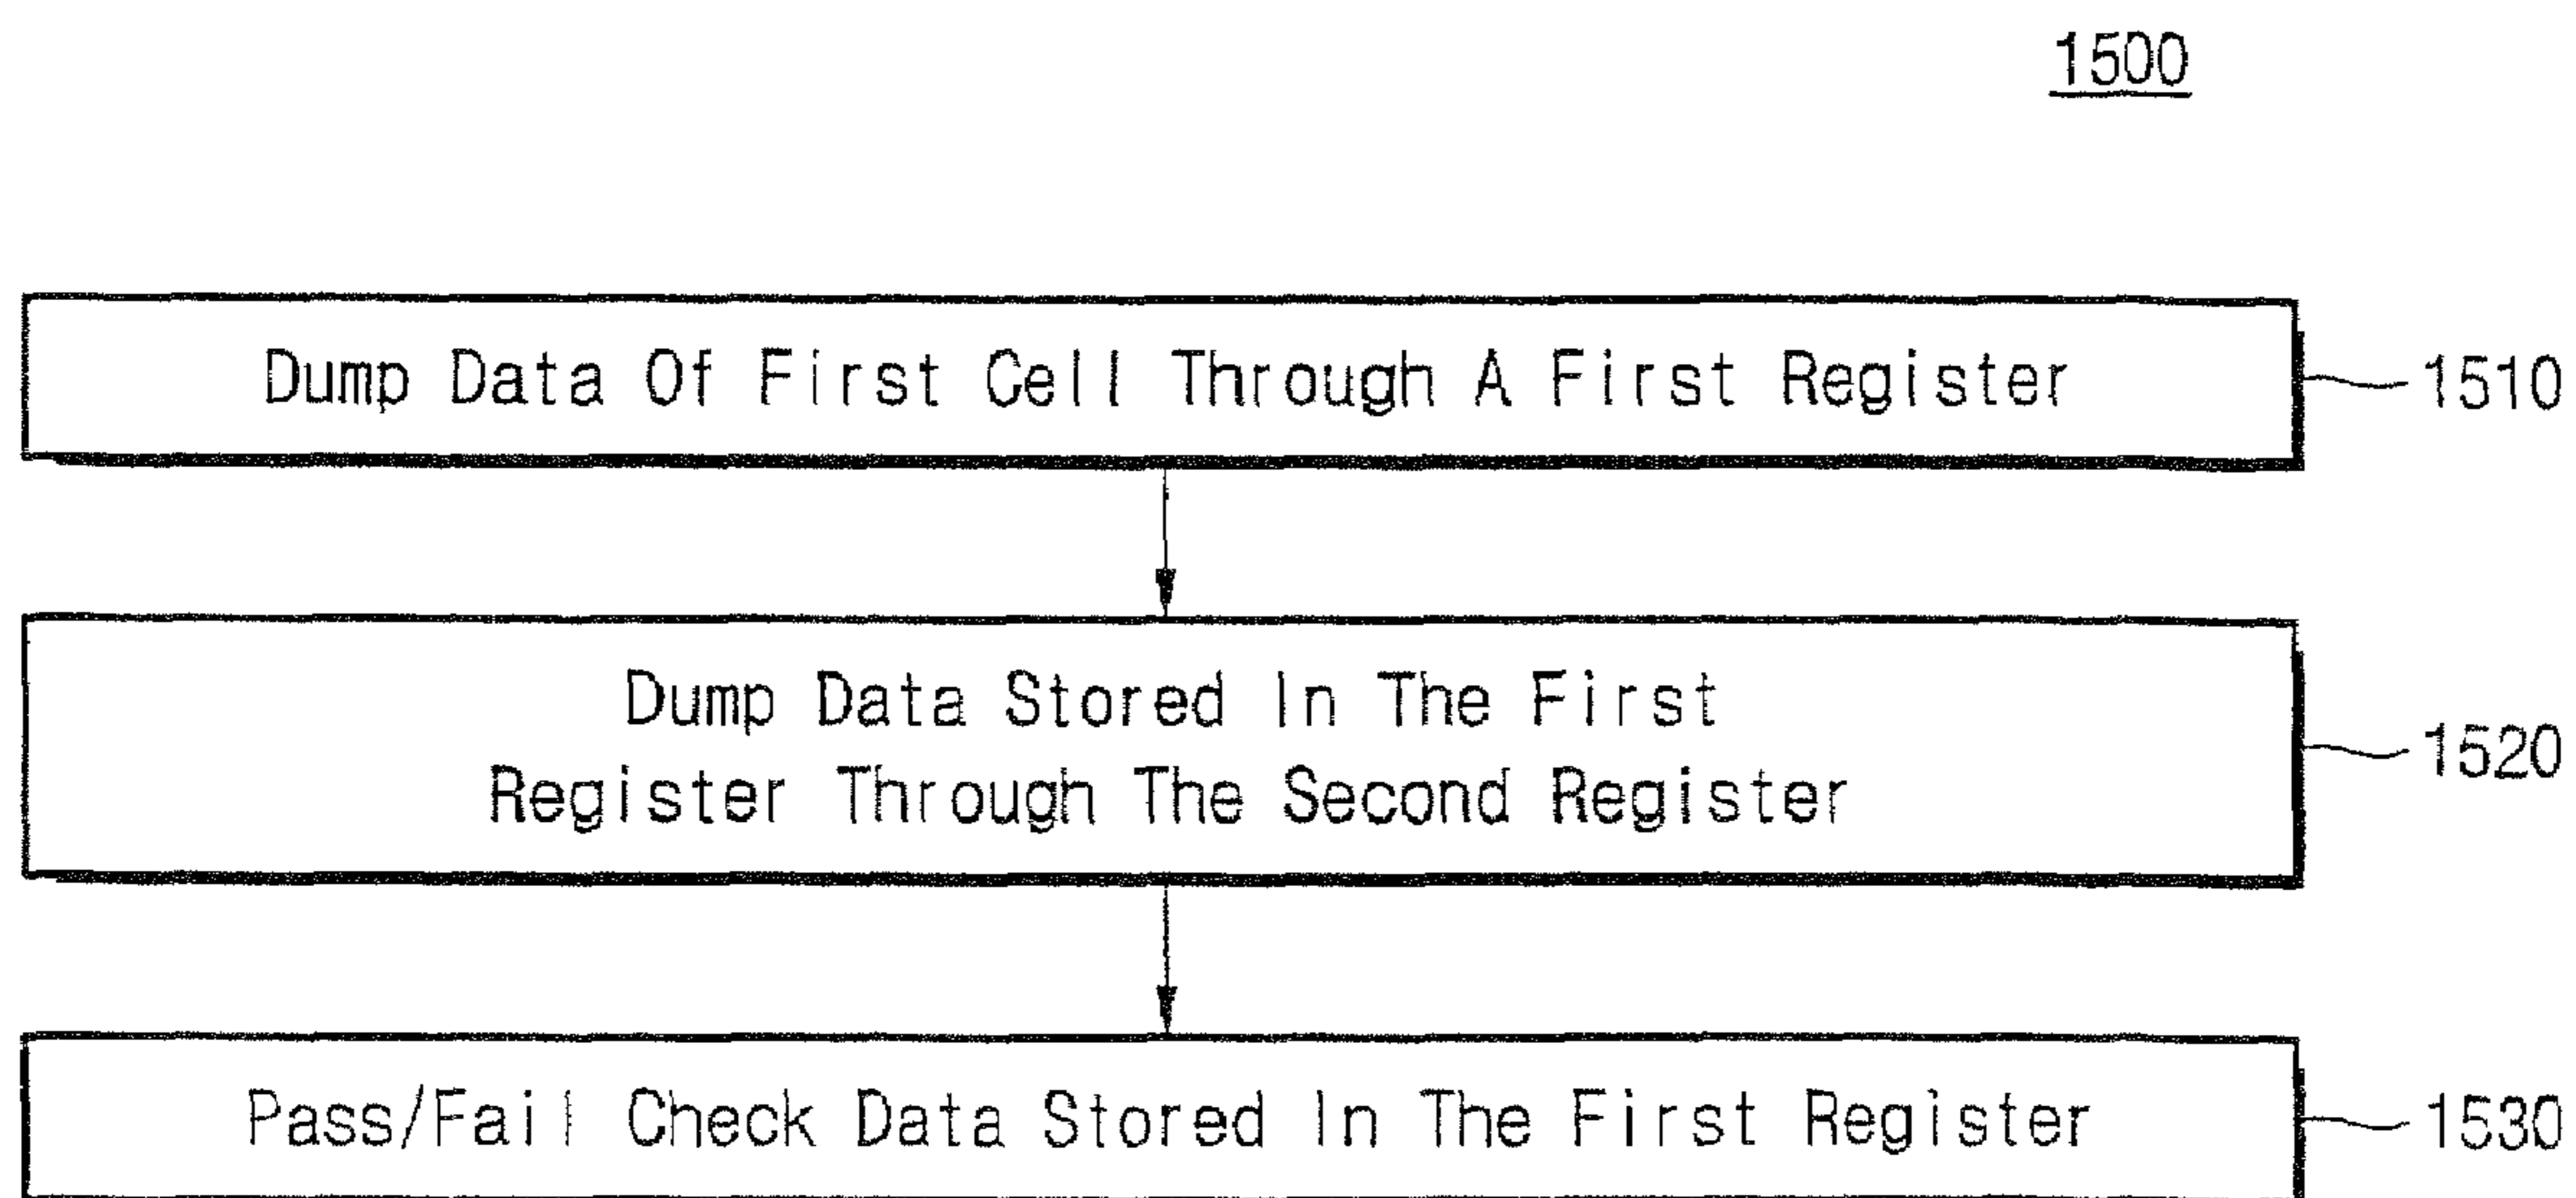 1500
Dump Data Of First Cell Through A First Register
1510
Dump Data Stored In The First
Register Through The Second Register
1520
Pass/Fail Check Data Stored In The First Register
1530